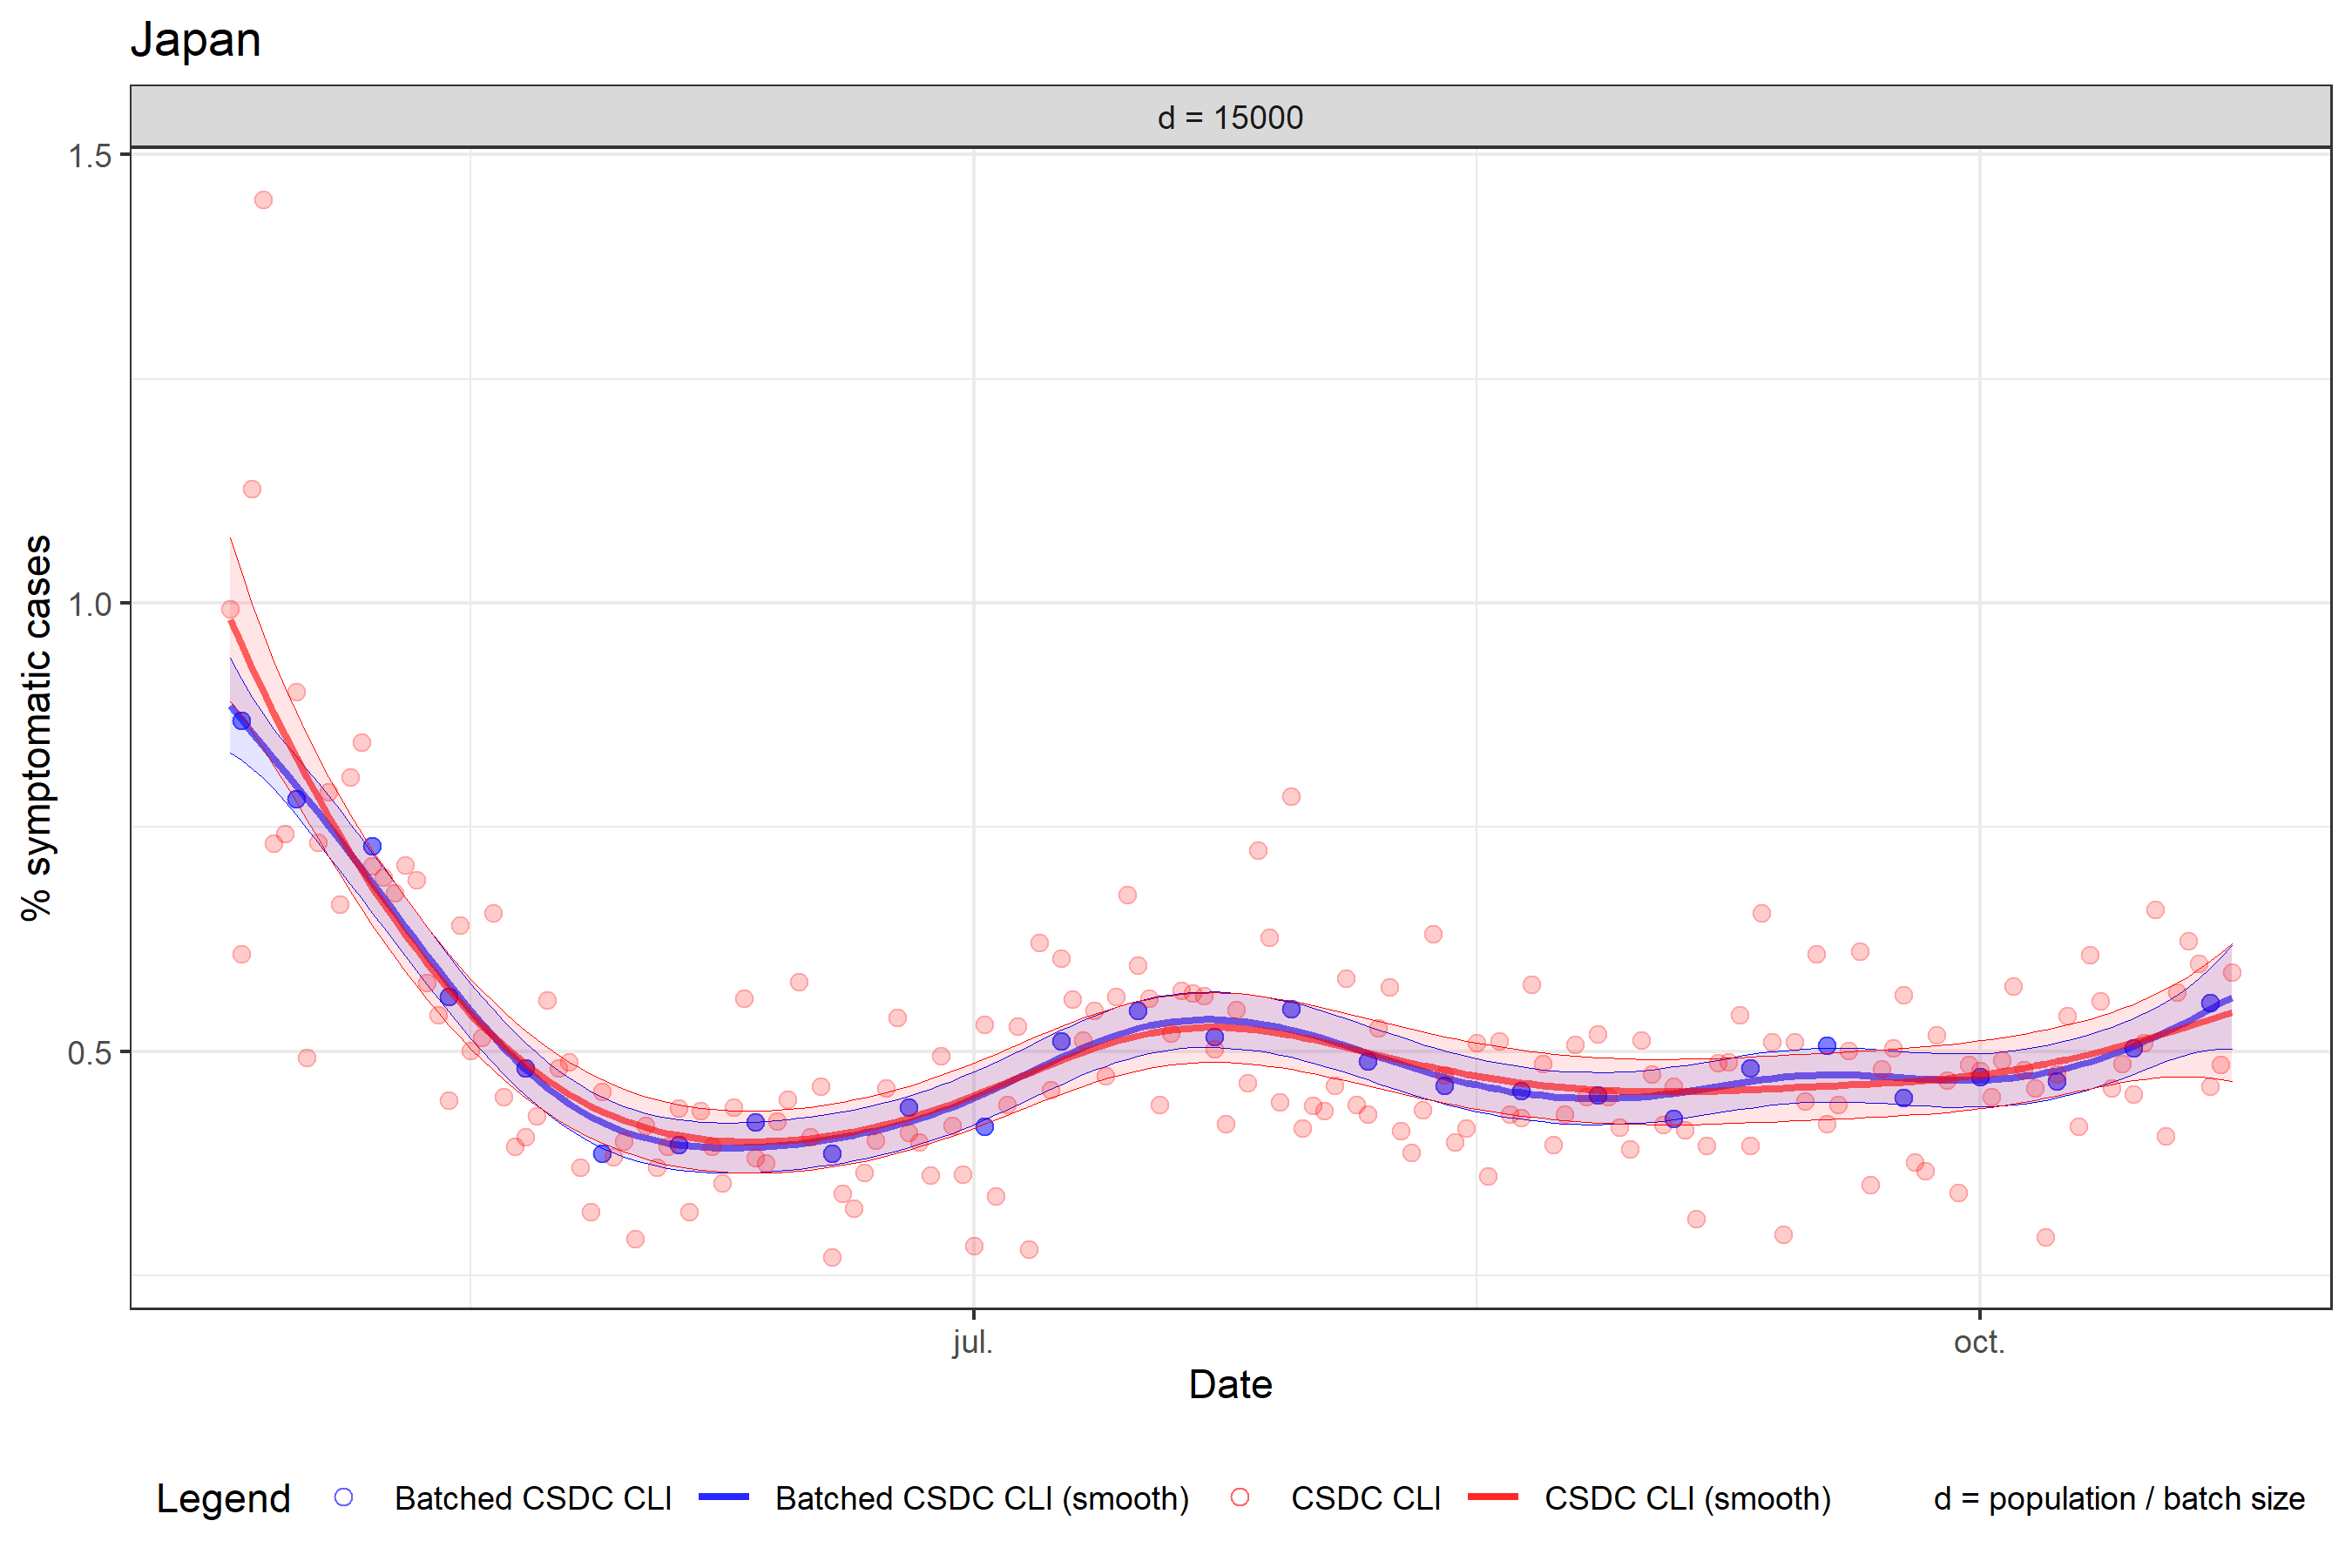 Japan
d = 15000
1.5
1.0
0.5
% symptomatic cases
jul.
oct.
Date
Legend
Batched CSDC CLI
Batched CSDC CLI (smooth)
CSDC CLI
CSDC CLI (smooth)
d = population / batch size